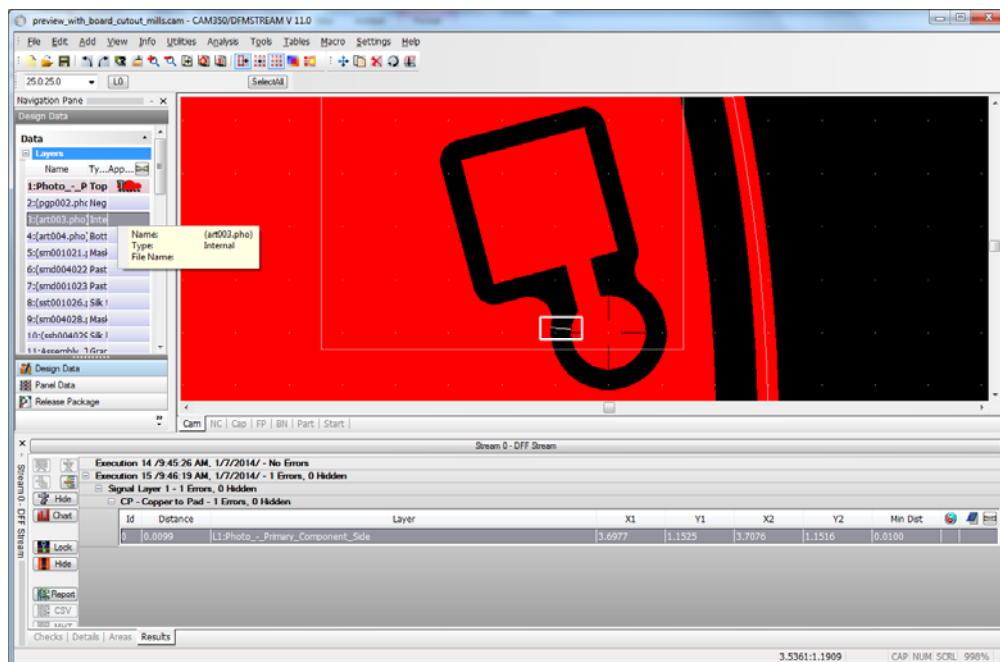 preview_with_board_cutout_mills.cam - CAM350/DFMSTREAM V 11.0
File Edit Add View Info Utilities Analysis Tools Tables Macro Settings Help
25.0:25.0 L0 SelectAll
Navigation Pane
Design Data
Data
Layers
Name Ty...App...
1:Photo_-_P Top
2:(pgp002.phc Neg
3:(art003.pho) Inte
4:(art004.pho) Bott
5:(sm001021.p Mask
6:(smd004022 Past
7:(smd001023 Past
8:(sst001026.p Silk
9:(sm004028.p Mask
10:(ssb004029 Silk
11:Assembly
Name: (art003.pho)
Type: Internal
File Name:
Design Data
Panel Data
Release Package
Cam | NC | Cap | FP | BN | Part | Start |
Stream 0 - DFF Stream
Stream 0 - DFF Stream
Execution 14 /9:45:26 AM, 1/7/2014/ - No Errors
Execution 15 /9:46:19 AM, 1/7/2014/ - 1 Errors, 0 Hidden
Signal Layer 1 - 1 Errors, 0 Hidden
CP - Copper to Pad - 1 Errors, 0 Hidden
Id Distance Layer X1 Y1 X2 Y2 Min Dist
0 0.0099 L1:Photo_-_Primary_Component_Side 3.6977 1.1525 3.7076 1.1516 0.0100
Hide
Chart
Lock
Hide
Report
CSV
Checks | Details | Areas | Results
3.5361:1.1909 CAP NUM SCRL 998%